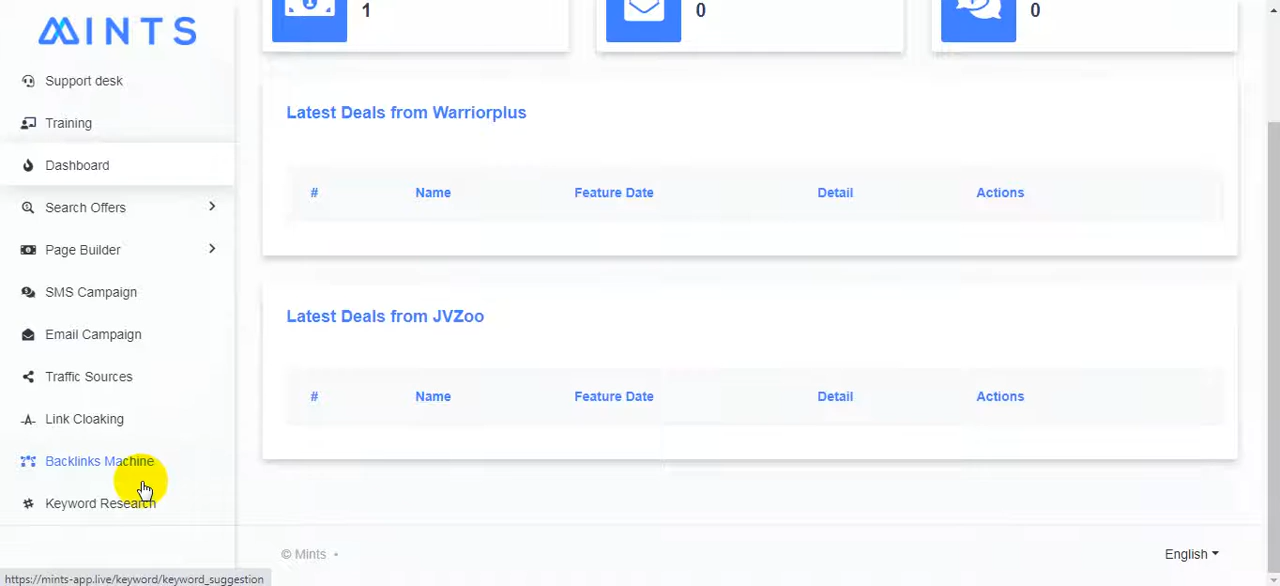 MINTS
Support desk
Training
Dashboard
Search Offers
Page Builder
SMS Campaign
Email Campaign
Traffic Sources
Link Cloaking
Backlinks Machine
Keyword Research
1
0
0
Latest Deals from Warriorplus
# Name Feature Date Detail Actions
Latest Deals from JVZoo
# Name Feature Date Detail Actions
© Mints •
English
https://mints-app.live/keyword/keyword_suggestion